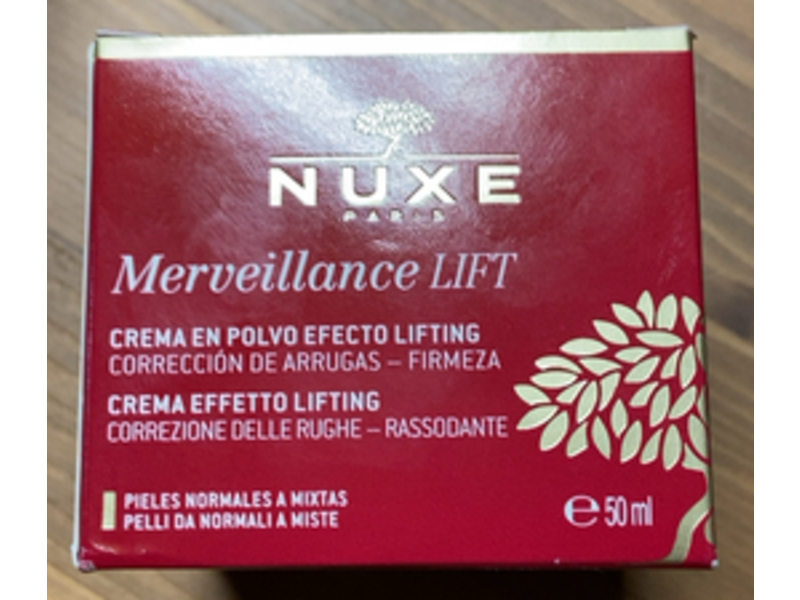 NUXE
PARIS
Merveillance LIFT
CREMA EN POLVO EFECTO LIFTING
CORRECCIÓN DE ARRUGAS – FIRMEZA
CREMA EFFETTO LIFTING
CORREZIONE DELLE RUGHE – RASSODANTE
PIELES NORMALES A MIXTAS
PELLI DA NORMALI A MISTE
℮ 50 ml